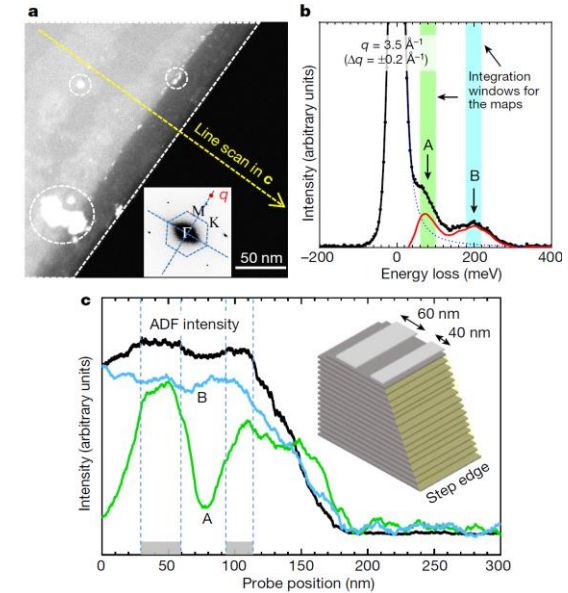 a
Line scan in c
q
M
K
Γ
50 nm
b
q = 3.5 Å⁻¹
(Δq = ±0.2 Å⁻¹)
Integration
windows for
the maps
A
B
Intensity (arbitrary units)
−200
0
200
400
Energy loss (meV)
c
60 nm
40 nm
ADF intensity
B
A
Step edge
Intensity (arbitrary units)
0
50
100
150
200
250
300
Probe position (nm)